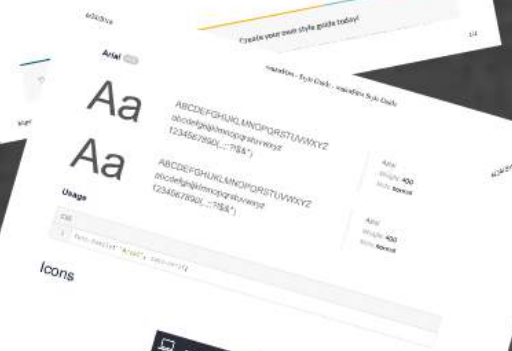 Create your own style guide today!
Arial
Aa
ABCDEFGHIJKLMNOPQRSTUVWXYZ
abcdefghijklmnopqrstuvwxyz
1234567890(,.;:?!$&*)
Arial
Weight: 400
Style: Normal
Aa
ABCDEFGHIJKLMNOPQRSTUVWXYZ
abcdefghijklmnopqrstuvwxyz
1234567890(,.;:?!$&*)
Arial
Weight: 400
Style: Normal
Usage
CSS
1 font-family: "Arial", sans-serif;
Icons